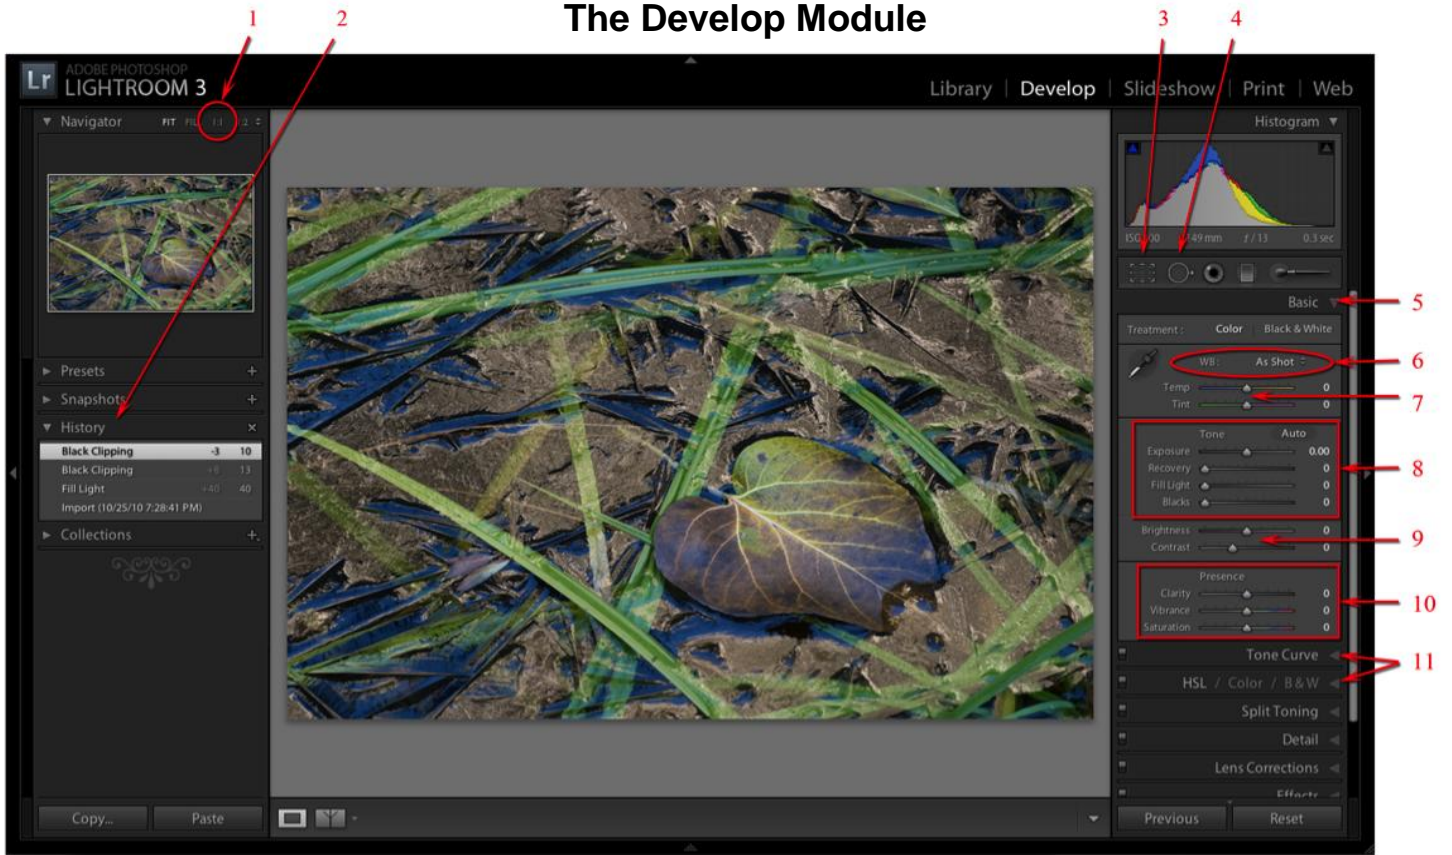 The Develop Module
1 2 3 4
Lr ADOBE PHOTOSHOP
LIGHTROOM 3
Library | Develop | Slideshow | Print | Web
Navigator FIT 1:1
Histogram
149 mm ƒ / 13 0.3 sec
Basic 5
Treatment : Color | Black & White
WB : As Shot 6
Temp 0
Tint 0
7
Presets +
Snapshots +
History ×
Black Clipping -3 10
Black Clipping 13
Fill Light +40 40
Import (10/25/10 7:28:41 PM)
Collections +
Tone Auto
Exposure 0.00
Recovery 0
8
Fill Light 0
Blacks 0
Brightness 0
9
Contrast 0
Presence
Clarity 0
10
Vibrance 0
Saturation 0
Tone Curve
11
HSL / Color / B & W
Split Toning
Detail
Lens Corrections
Effects
Copy... Paste
Previous Reset